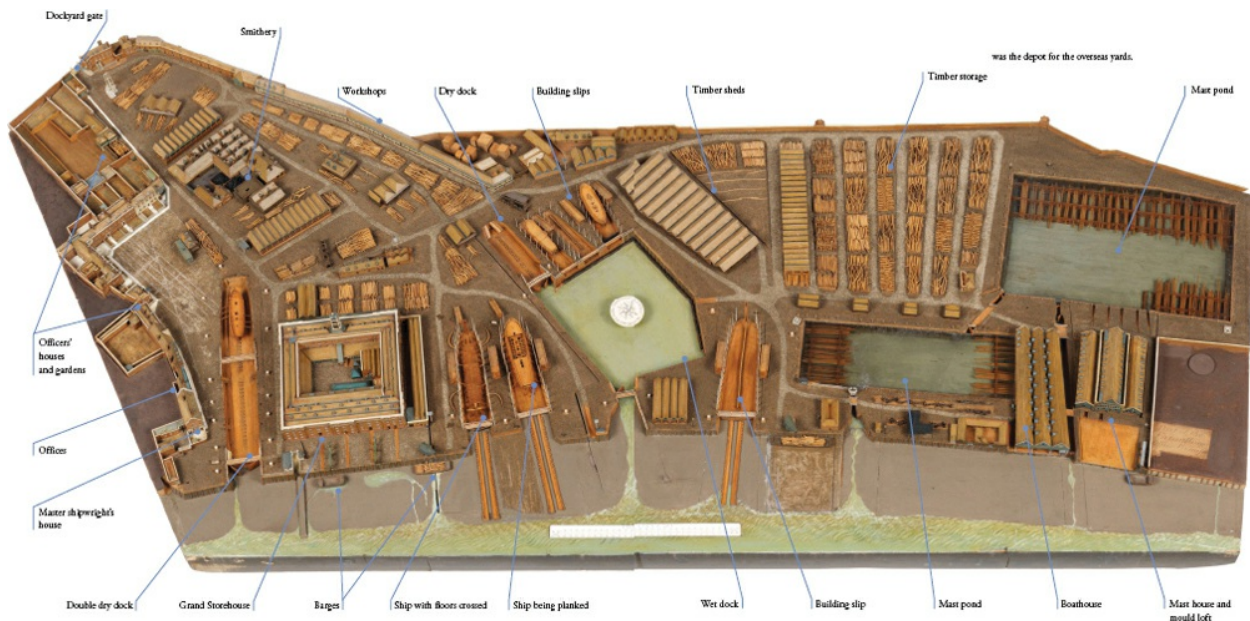 Dockyard gate
Smithery
was the depot for the overseas yards.
Workshops
Dry dock
Building slips
Timber sheds
Timber storage
Mast pond
Officers'
houses
and gardens
Offices
Master shipwright's
house
Double dry dock
Grand Storehouse
Barges
Ship with floors crossed
Ship being planked
Wet dock
Building slip
Mast pond
Boathouse
Mast house and
mould loft